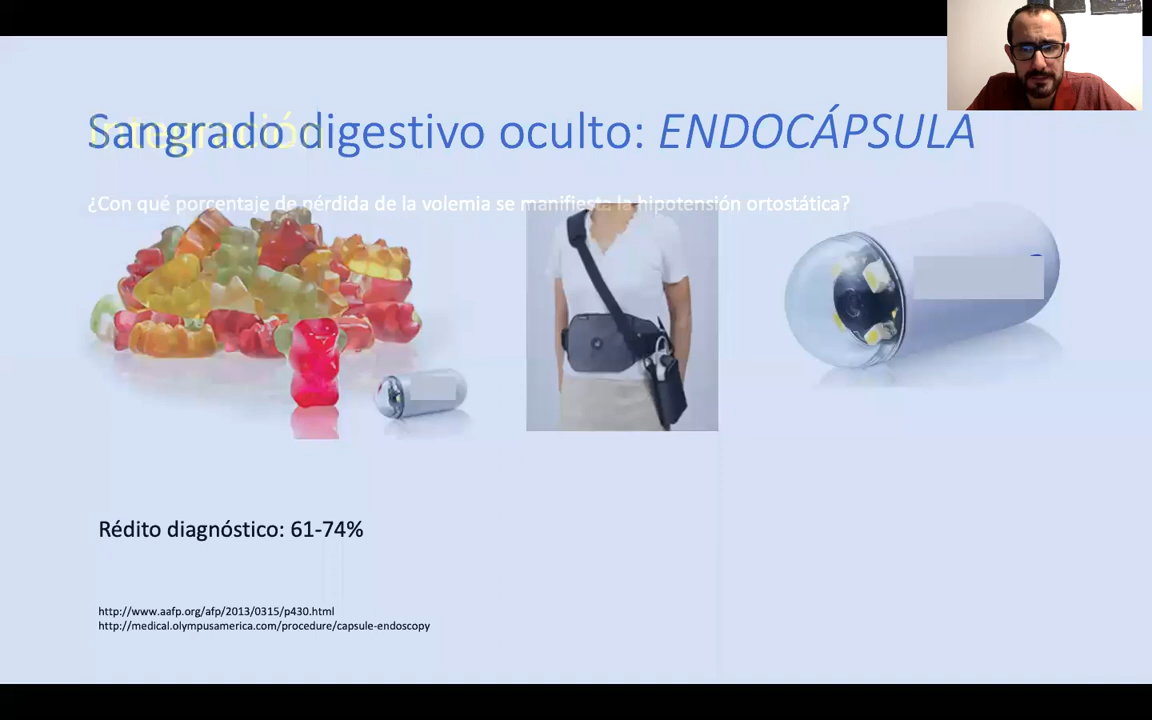 Sangrado digestivo oculto: ENDOCÁPSULA
Integración
¿Con qué porcentaje de pérdida de la volemia se manifiesta la hipotensión ortostática?
Rédito diagnóstico: 61-74%
http://www.aafp.org/afp/2013/0315/p430.html
http://medical.olympusamerica.com/procedure/capsule-endoscopy